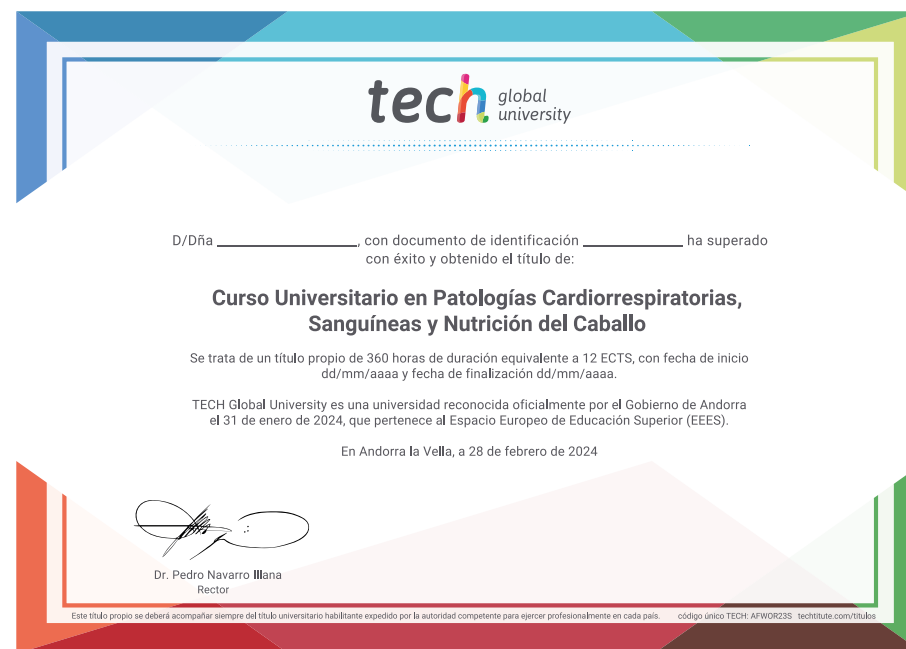 tech global university
D/Dña ____________________, con documento de identificación ______________ ha superado
con éxito y obtenido el título de:
Curso Universitario en Patologías Cardiorrespiratorias,
Sanguíneas y Nutrición del Caballo
Se trata de un título propio de 360 horas de duración equivalente a 12 ECTS, con fecha de inicio
dd/mm/aaaa y fecha de finalización dd/mm/aaaa.
TECH Global University es una universidad reconocida oficialmente por el Gobierno de Andorra
el 31 de enero de 2024, que pertenece al Espacio Europeo de Educación Superior (EEES).
En Andorra la Vella, a 28 de febrero de 2024
Dr. Pedro Navarro Illana
Rector
Este título propio se deberá acompañar siempre del título universitario habilitante expedido por la autoridad competente para ejercer profesionalmente en cada país. código único TECH: AFWOR23S techtitute.com/titulos